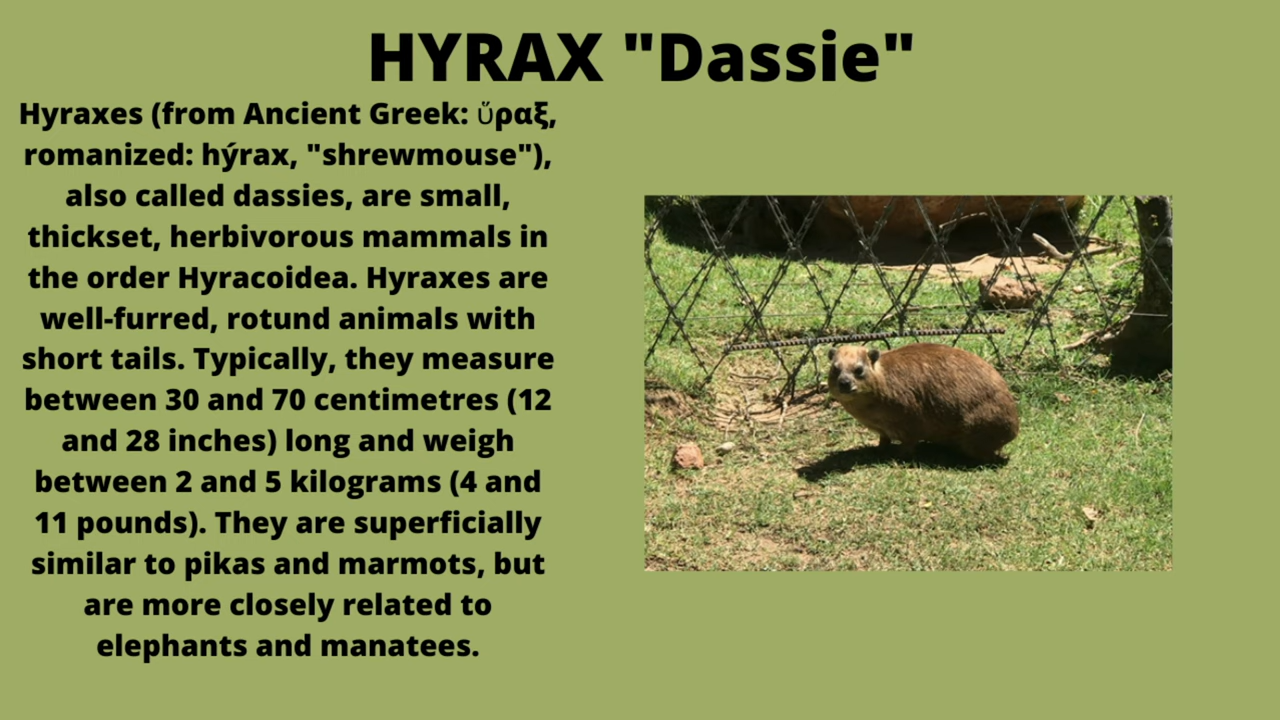 HYRAX "Dassie"
Hyraxes (from Ancient Greek: ὕραξ,
romanized: hýrax, "shrewmouse"),
also called dassies, are small,
thickset, herbivorous mammals in
the order Hyracoidea. Hyraxes are
well-furred, rotund animals with
short tails. Typically, they measure
between 30 and 70 centimetres (12
and 28 inches) long and weigh
between 2 and 5 kilograms (4 and
11 pounds). They are superficially
similar to pikas and marmots, but
are more closely related to
elephants and manatees.